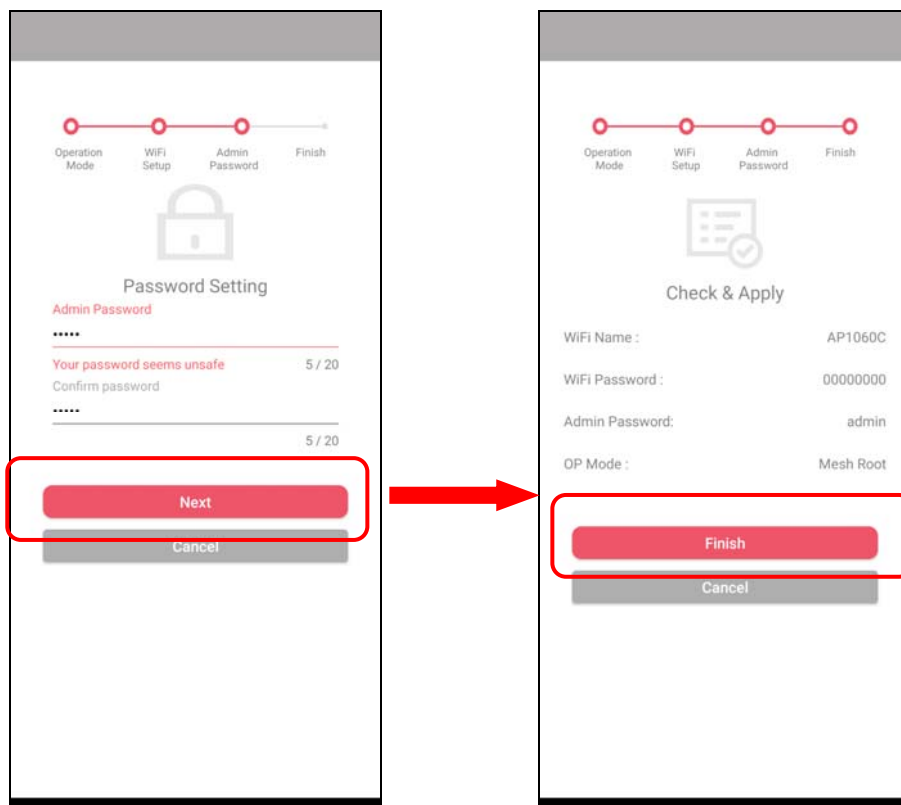 Operation Mode
WiFi Setup
Admin Password
Finish
Password Setting
Admin Password
•••••
Your password seems unsafe 5 / 20
Confirm password
•••••
5 / 20
Next
Cancel
Operation Mode
WiFi Setup
Admin Password
Finish
Check & Apply
WiFi Name : AP1060C
WiFi Password : 00000000
Admin Password: admin
OP Mode : Mesh Root
Finish
Cancel